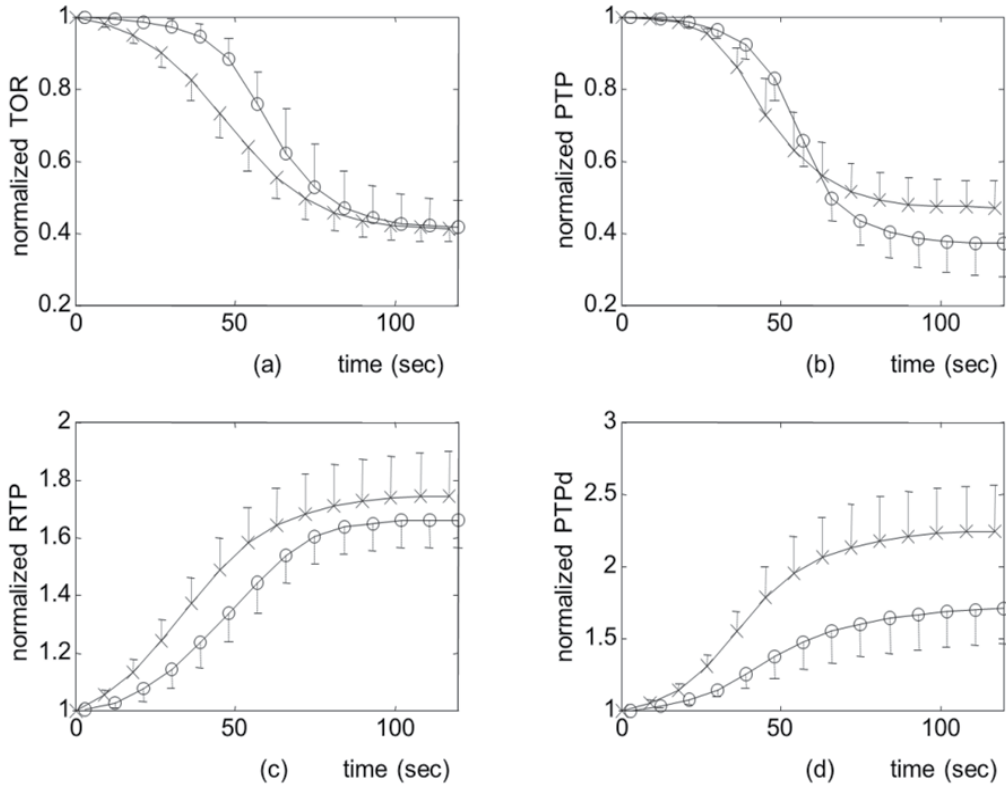 1
0.8
0.6
0.4
0.2
normalized TOR
0 50 100
(a) time (sec)
1
0.8
0.6
0.4
0.2
normalized PTP
0 50 100
(b) time (sec)
2
1.8
1.6
1.4
1.2
1
normalized RTP
0 50 100
(c) time (sec)
3
2.5
2
1.5
1
normalized PTPd
0 50 100
(d) time (sec)